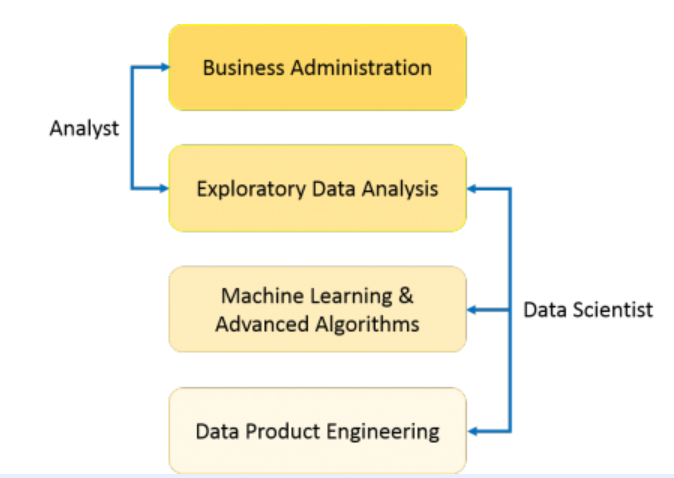 Business Administration
Analyst
Exploratory Data Analysis
Machine Learning &
Advanced Algorithms
Data Scientist
Data Product Engineering